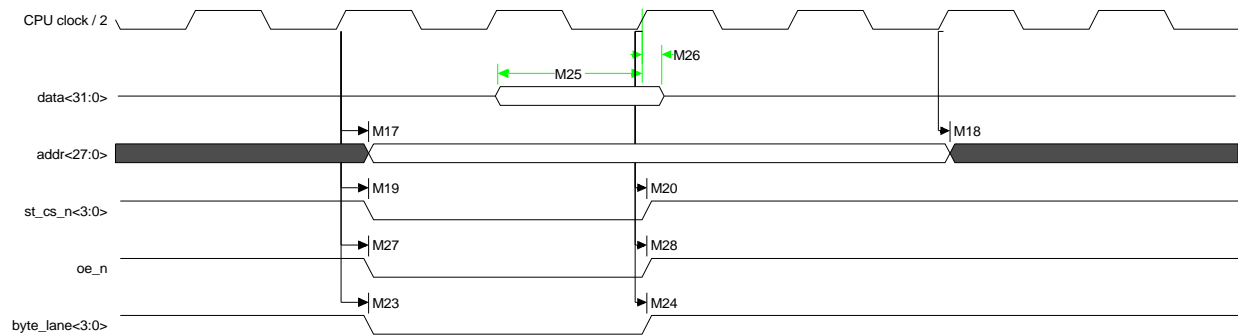 CPU clock / 2
M26
M25
data<31:0>
M17 M18
addr<27:0>
M19 M20
st_cs_n<3:0>
M27 M28
oe_n
M23 M24
byte_lane<3:0>